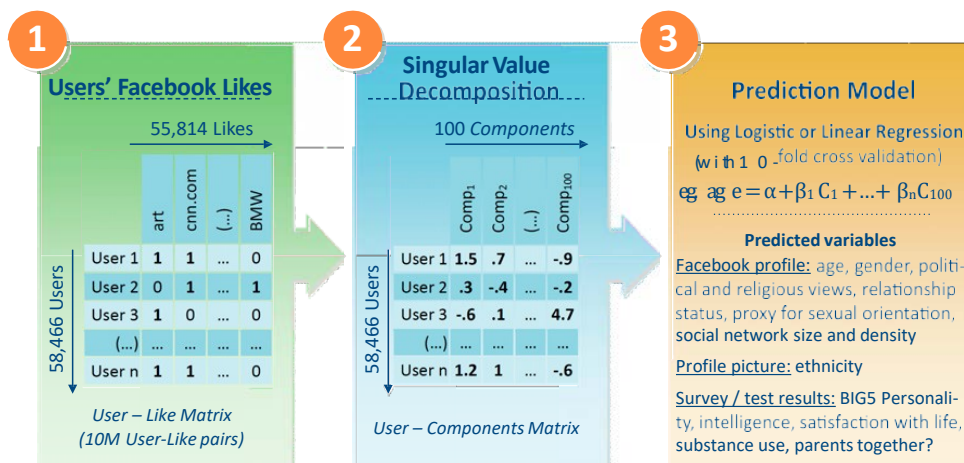 1
Users' Facebook Likes
55,814 Likes
art cnn.com (...) BMW
User 1 1 1 ... 0
User 2 0 1 ... 1
User 3 1 0 ... 0
(...) ... ... ... ...
User n 1 1 ... 0
58,466 Users
User – Like Matrix
(10M User-Like pairs)
2
Singular Value
Decomposition
100 Components
Comp1 Comp2 (...) Comp100
User 1 1.5 .7 ... -.9
User 2 .3 -.4 ... -.2
User 3 -.6 .1 ... 4.7
(...) ... ... ... ...
User n 1.2 1 ... -.6
58,466 Users
User – Components Matrix
3
Prediction Model
Using Logistic or Linear Regression
(with 10-fold cross validation)
eg. age=α+β1 C1 +...+ βnC100
Predicted variables
Facebook profile: age, gender, politi-
cal and religious views, relationship
status, proxy for sexual orientation,
social network size and density
Profile picture: ethnicity
Survey / test results: BIG5 Personali-
ty, intelligence, satisfaction with life,
substance use, parents together?